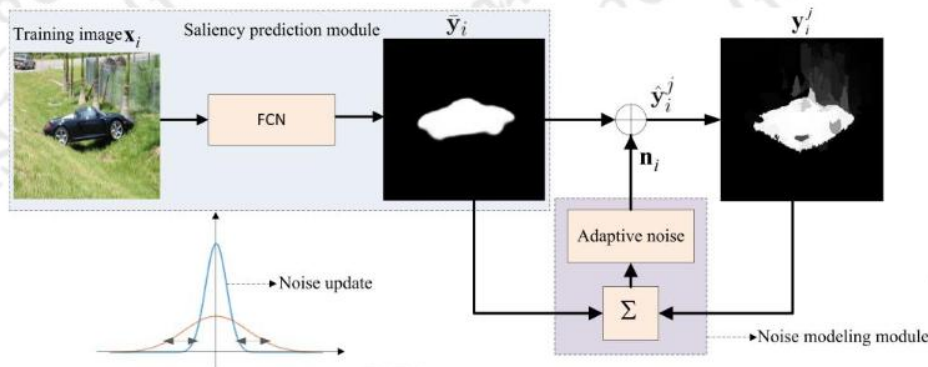 Training image x_i
Saliency prediction module
ȳ_i
y_i^j
FCN
ŷ_i^j
n_i
Adaptive noise
Noise update
Σ
Noise modeling module